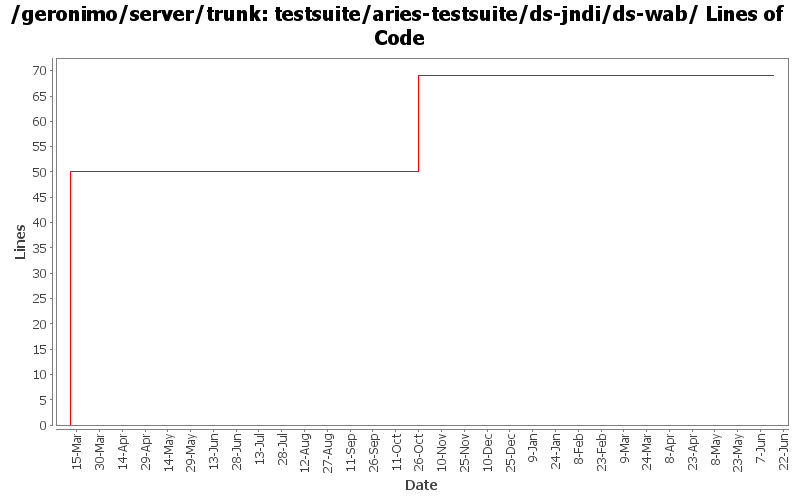 /geronimo/server/trunk: testsuite/aries-testsuite/ds-jndi/ds-wab/ Lines of
Code
Lines
70
65
60
55
50
45
40
35
30
25
20
15
10
5
0
15-Mar
30-Mar
14-Apr
29-Apr
14-May
29-May
13-Jun
28-Jun
13-Jul
28-Jul
12-Aug
27-Aug
11-Sep
26-Sep
11-Oct
26-Oct
10-Nov
25-Nov
10-Dec
25-Dec
9-Jan
24-Jan
8-Feb
23-Feb
9-Mar
24-Mar
8-Apr
23-Apr
8-May
23-May
7-Jun
22-Jun
Date